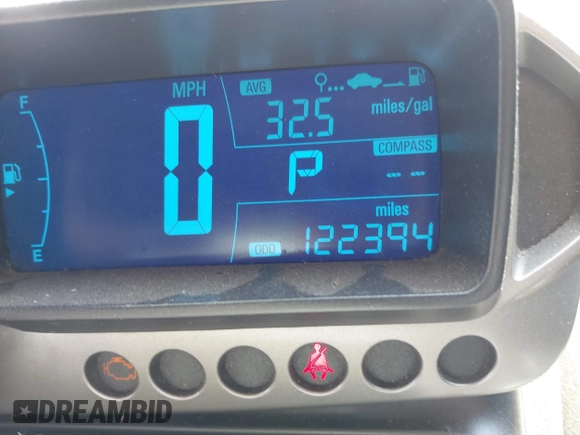 MPH
AVG
32.5 miles/gal
F
COMPASS
P --
0
miles
E
ODO 122394
DREAMBID